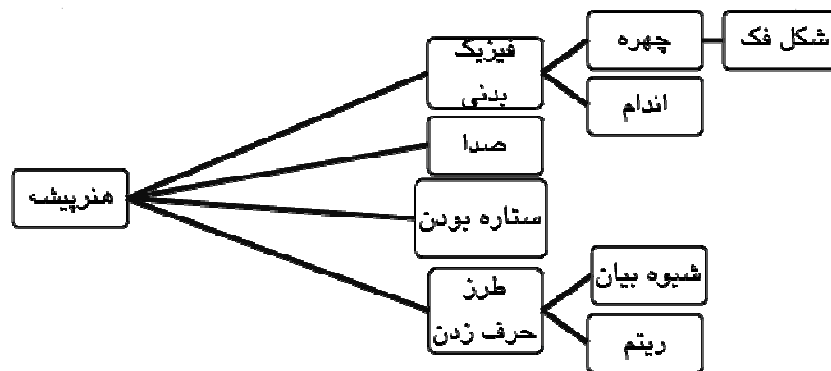 هنرپیشه
فیزیک
بدنی
چهره
شکل فک
اندام
صدا
ستاره بودن
طرز
حرف زدن
شیوه بیان
ریتم